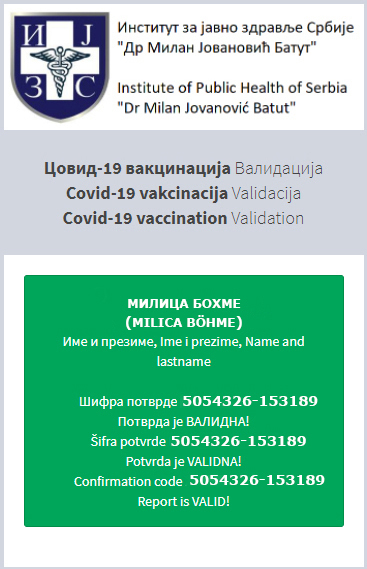 И Ј
З С
Институт за јавно здравље Србије
"Др Милан Јовановић Батут"
Institute of Public Health of Serbia
"Dr Milan Jovanović Batut"
Цовид-19 вакцинација Валидација
Covid-19 vakcinacija Validacija
Covid-19 vaccination Validation
МИЛИЦА БОХМЕ
(MILICA BÖHME)
Име и презиме, Ime i prezime, Name and
lastname
Шифра потврде 5054326-153189
Потврда је ВАЛИДНА!
Šifra potvrde 5054326-153189
Potvrda je VALIDNA!
Confirmation code 5054326-153189
Report is VALID!